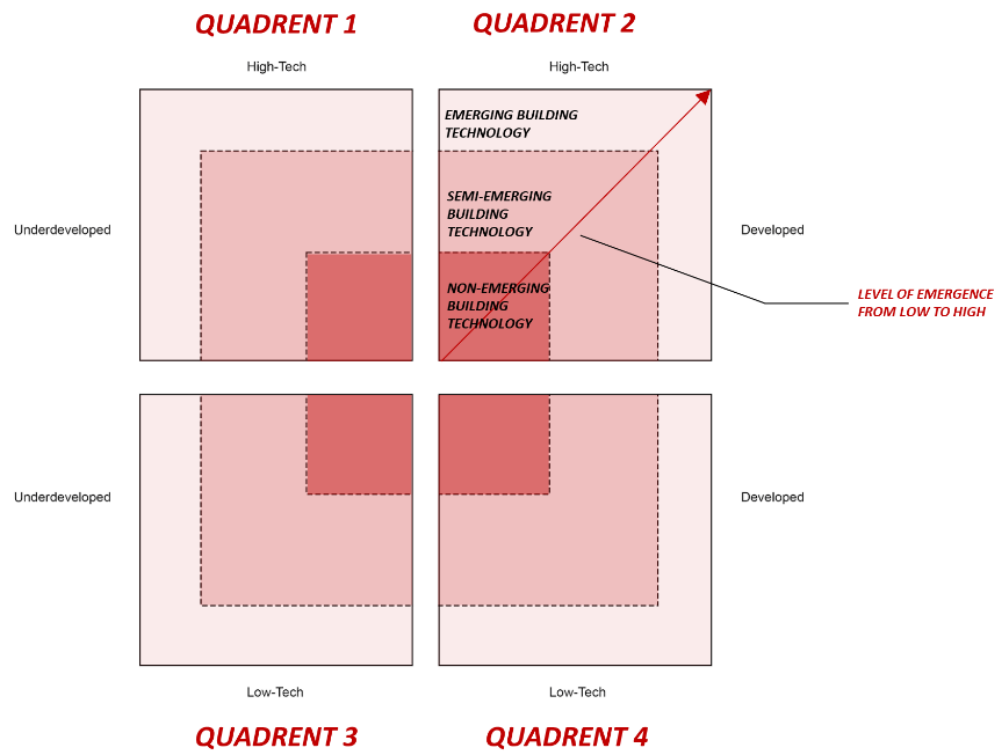 QUADRENT 1
QUADRENT 2
High-Tech
High-Tech
EMERGING BUILDING
TECHNOLOGY
SEMI-EMERGING
BUILDING
TECHNOLOGY
Underdeveloped
Developed
NON-EMERGING
BUILDING
TECHNOLOGY
LEVEL OF EMERGENCE
FROM LOW TO HIGH
Underdeveloped
Developed
Low-Tech
Low-Tech
QUADRENT 3
QUADRENT 4